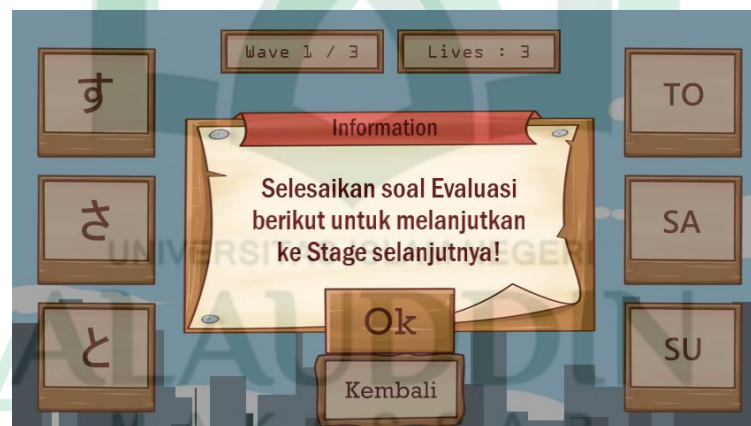 Wave 1 / 3
Lives : 3
す
TO
Information
Selesaikan soal Evaluasi
berikut untuk melanjutkan
ke Stage selanjutnya!
さ
SA
UNIVERSITAS ISLAM NEGERI
Ok
と
SU
ALAUDDIN
Kembali
MAKASSAR